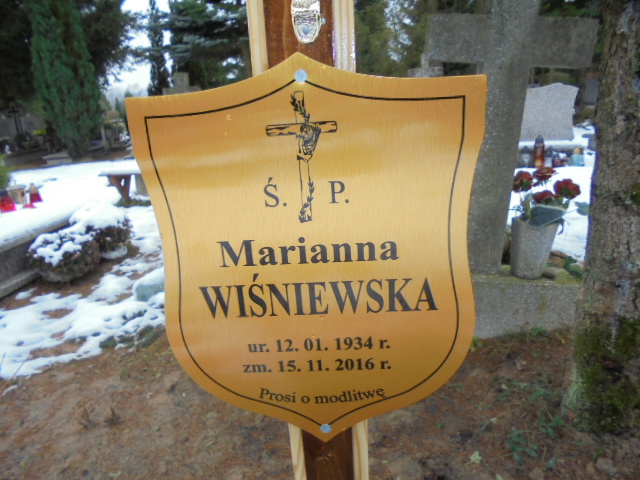 Ś. P.
Marianna
WIŚNIEWSKA
ur. 12. 01. 1934 r.
zm. 15. 11. 2016 r.
Prosi o modlitwę